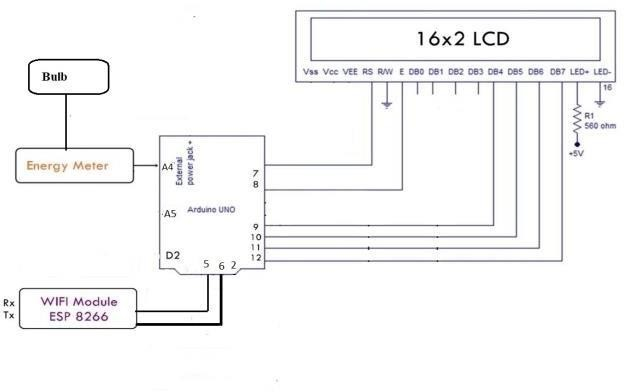 16x2 LCD
Vss Vcc VEE RS R/W E DB0 DB1 DB2 DB3 DB4 DB5 DB6 DB7 LED+ LED-
16
R1
560 ohm
+5V
Bulb
Energy Meter
A4
External
power jack +
7
8
A5
Arduino UNO
9
10
11
12
D2
5 6 2
Rx
Tx
WIFI Module
ESP 8266